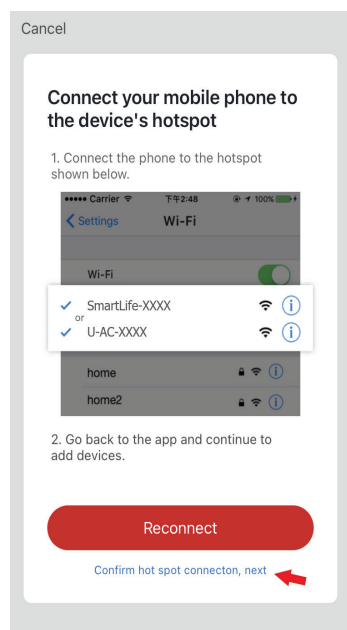 Cancel
Connect your mobile phone to
the device's hotspot
1. Connect the phone to the hotspot
shown below.
Carrier 下午2:48 100%
Settings Wi-Fi
Wi-Fi
SmartLife-XXXX
or
U-AC-XXXX
home
home2
2. Go back to the app and continue to
add devices.
Reconnect
Confirm hot spot connecton, next